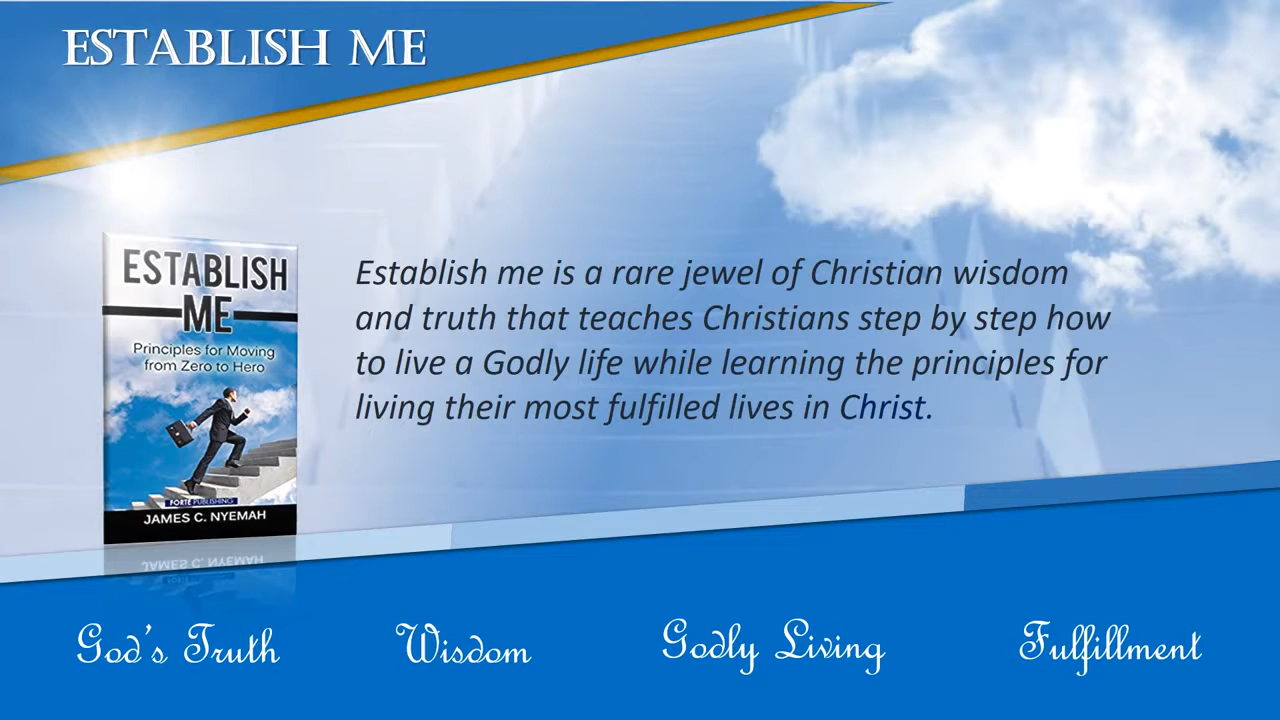 ESTABLISH ME
ESTABLISH
ME
Principles for Moving
from Zero to Hero
FORTE PUBLISHING
JAMES C. NYEMAH
Establish me is a rare jewel of Christian wisdom
and truth that teaches Christians step by step how
to live a Godly life while learning the principles for
living their most fulfilled lives in Christ.
God's Truth
Wisdom
Godly Living
Fulfillment